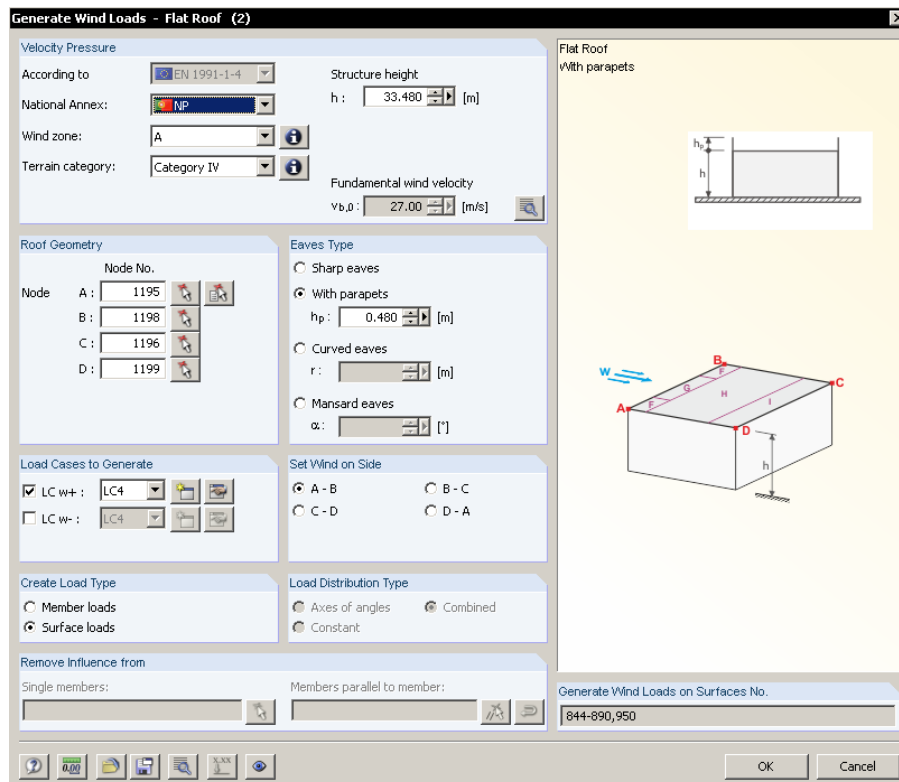 Generate Wind Loads - Flat Roof (2)
Velocity Pressure
According to
EN 1991-1-4
National Annex:
NP
Wind zone:
A
Terrain category:
Category IV
Structure height
h :
33.480
[m]
Fundamental wind velocity
vb,0 :
27.00
[m/s]
Roof Geometry
Node No.
Node
A :
1195
B :
1198
C :
1196
D :
1199
Eaves Type
Sharp eaves
With parapets
hp :
0.480
[m]
Curved eaves
r :
[m]
Mansard eaves
α:
[°]
Load Cases to Generate
LC w+ :
LC4
LC w- :
LC4
Set Wind on Side
A - B
B - C
C - D
D - A
Create Load Type
Member loads
Surface loads
Load Distribution Type
Axes of angles
Combined
Constant
Remove Influence from
Single members:
Members parallel to member:
Flat Roof
With parapets
hp
h
W
A
B
C
D
F
G
F
H
I
h
Generate Wind Loads on Surfaces No.
844-890,950
0.00
x.xx
OK
Cancel